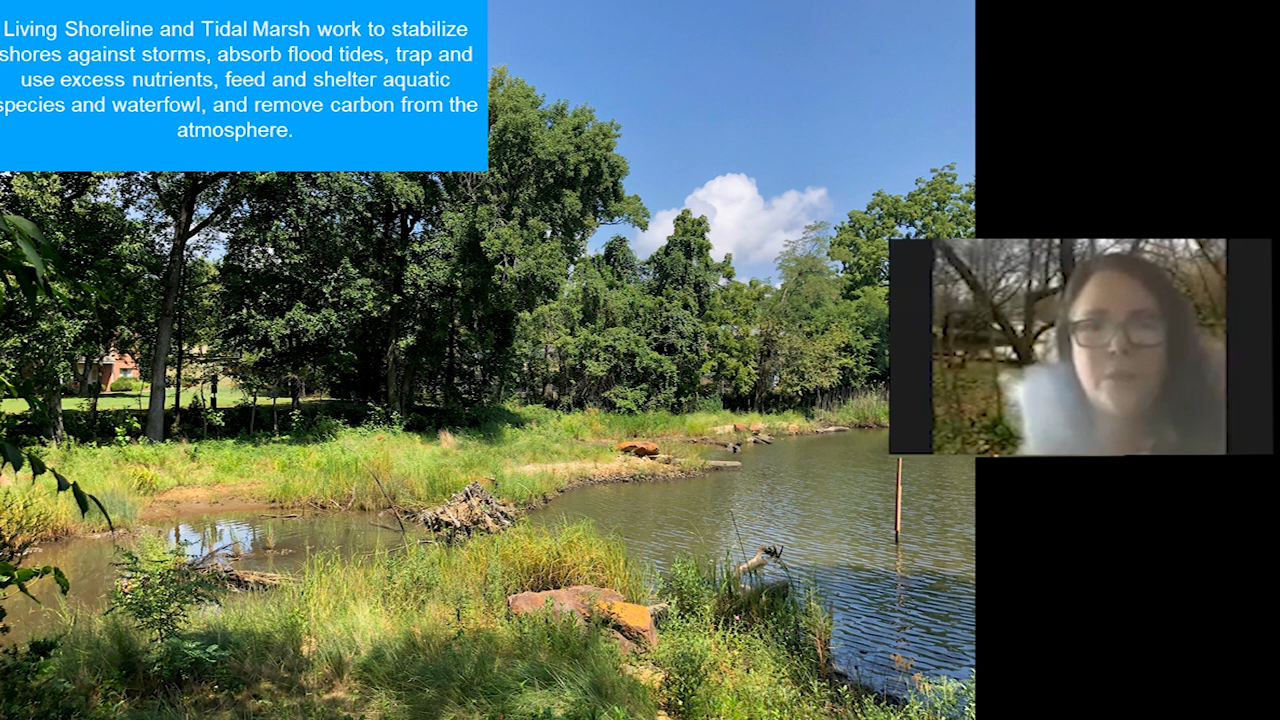 Living Shoreline and Tidal Marsh work to stabilize
shores against storms, absorb flood tides, trap and
use excess nutrients, feed and shelter aquatic
species and waterfowl, and remove carbon from the
atmosphere.